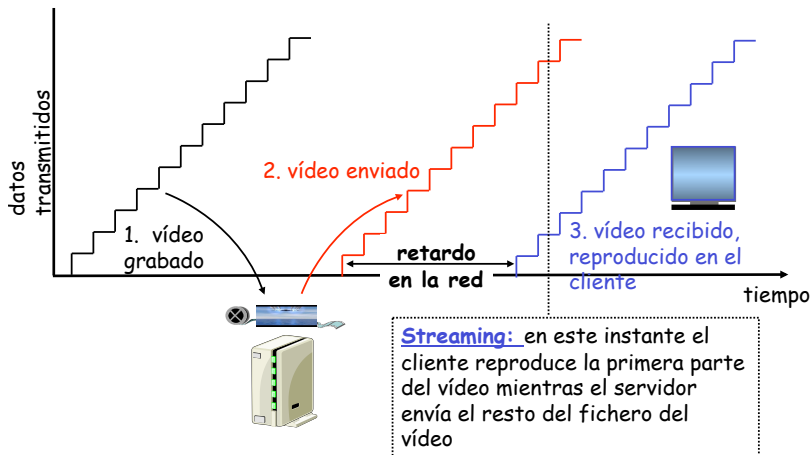 datos
transmitidos
1. vídeo
grabado
2. vídeo enviado
retardo
en la red
3. vídeo recibido,
reproducido en el
cliente
tiempo
Streaming: en este instante el
cliente reproduce la primera parte
del vídeo mientras el servidor
envía el resto del fichero del
vídeo